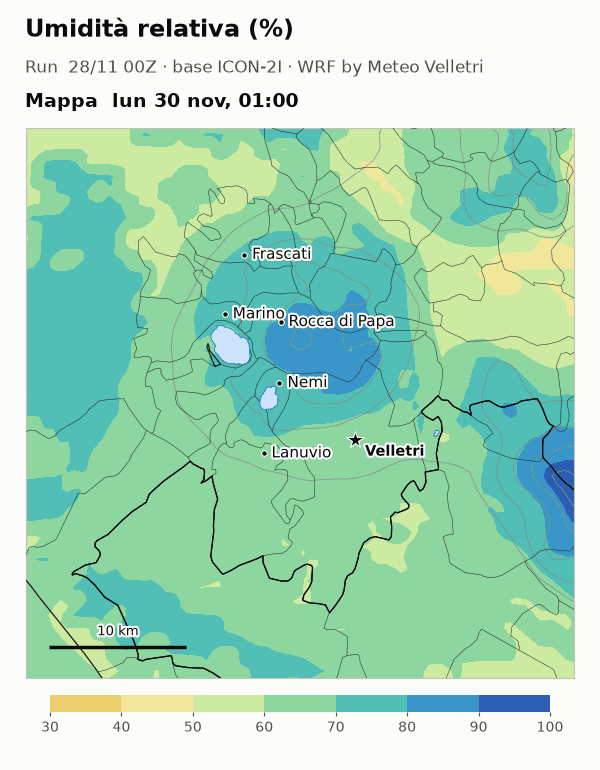 Umidità relativa (%)
Run  28/11 00Z · base ICON-2I · WRF by Meteo Velletri
Mappa  lun 30 nov, 01:00
Frascati
Marino
Rocca di Papa
Nemi
Velletri
Lanuvio
10 km
30 40 50 60 70 80 90 100